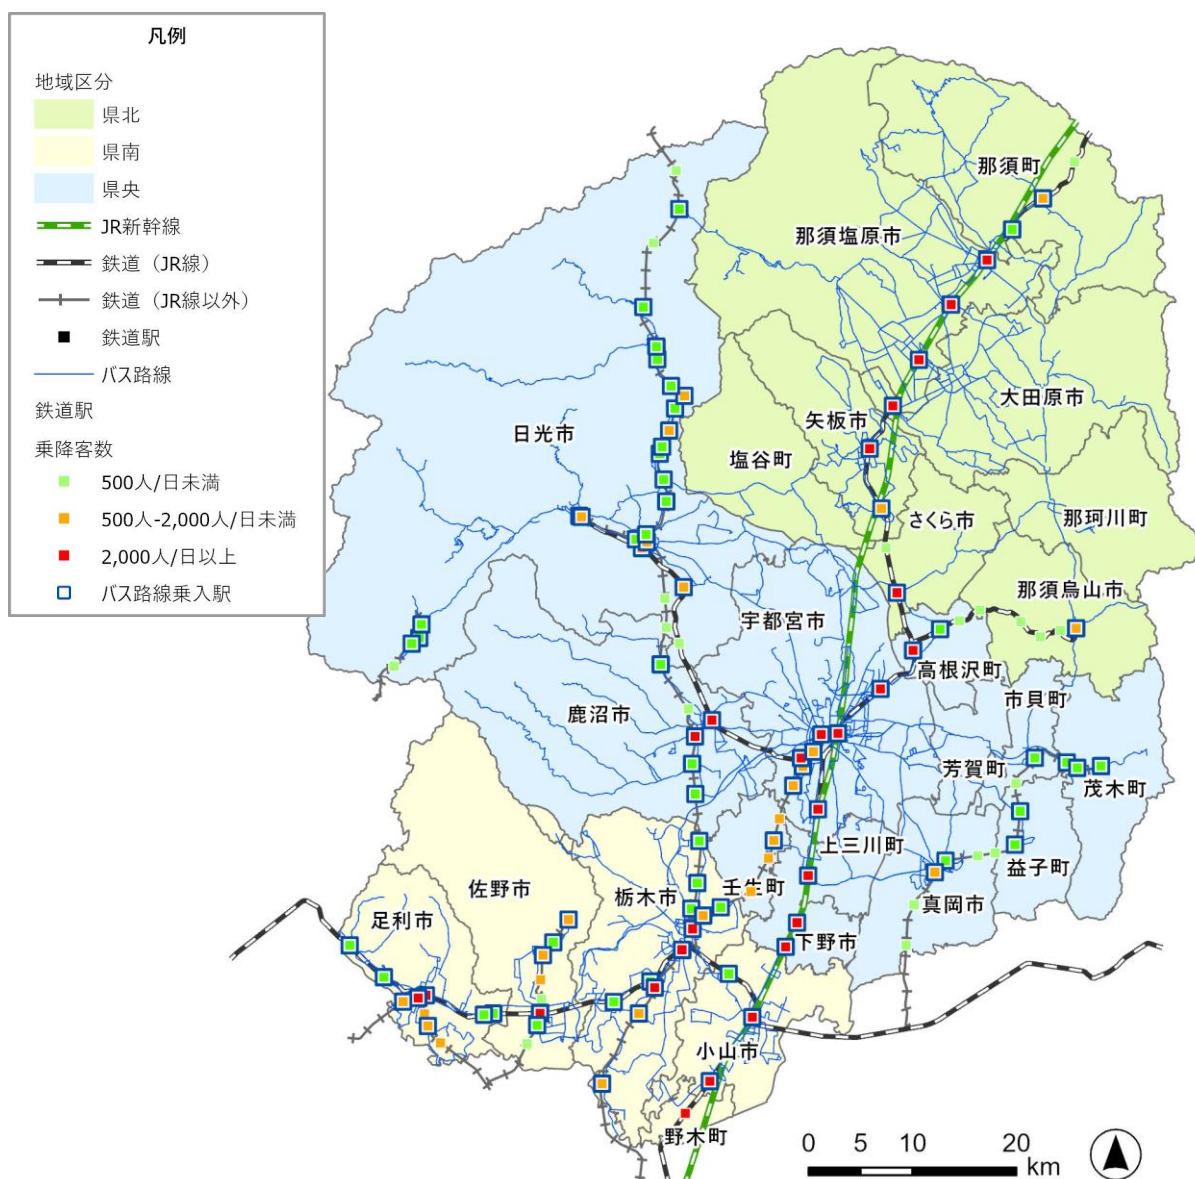 凡例
地域区分
県北
県南
県央
JR新幹線
鉄道（JR線）
鉄道（JR線以外）
鉄道駅
バス路線
鉄道駅
乗降客数
500人/日未満
500人-2,000人/日未満
2,000人/日以上
バス路線乗入駅
那須町
那須塩原市
大田原市
矢板市
日光市
塩谷町
さくら市
那珂川町
那須烏山市
宇都宮市
高根沢町
市貝町
鹿沼市
芳賀町
茂木町
上三川町
益子町
佐野市
栃木市
壬生町
真岡市
足利市
下野市
小山市
野木町
0 5 10 20
km